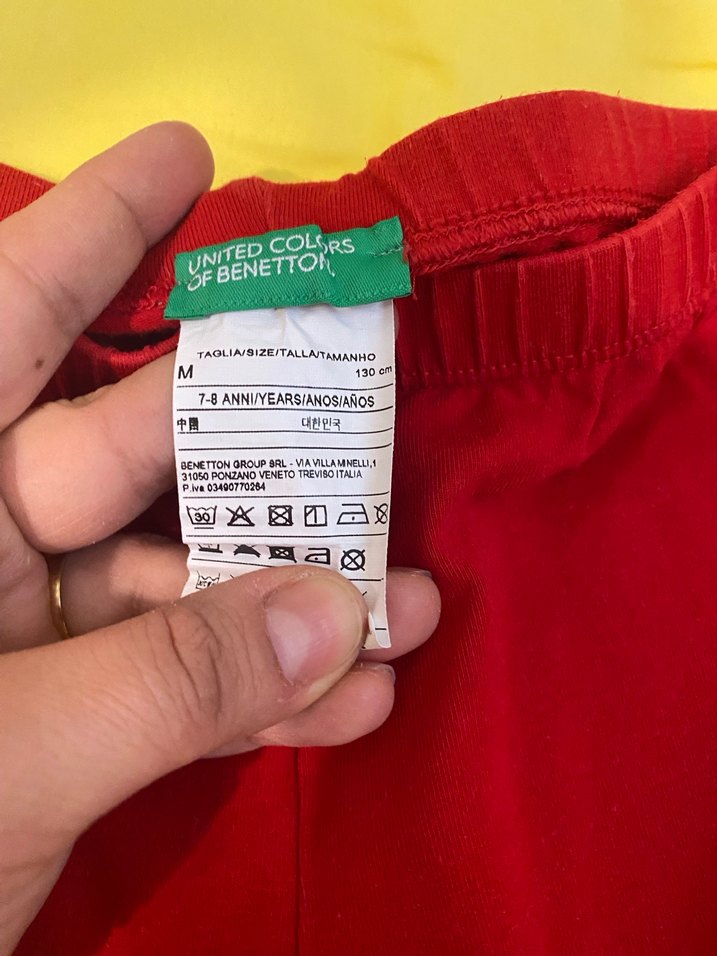 UNITED COLORS
OF BENETTON
TAGLIA/SIZE/TALLA/TAMANHO
M 130 cm
7-8 ANNI/YEARS/ANOS/AÑOS
中國 대한민국
BENETTON GROUP SRL - VIA VILLA MINELLI,1
31050 PONZANO VENETO TREVISO ITALIA
P.iva 03490770264
30